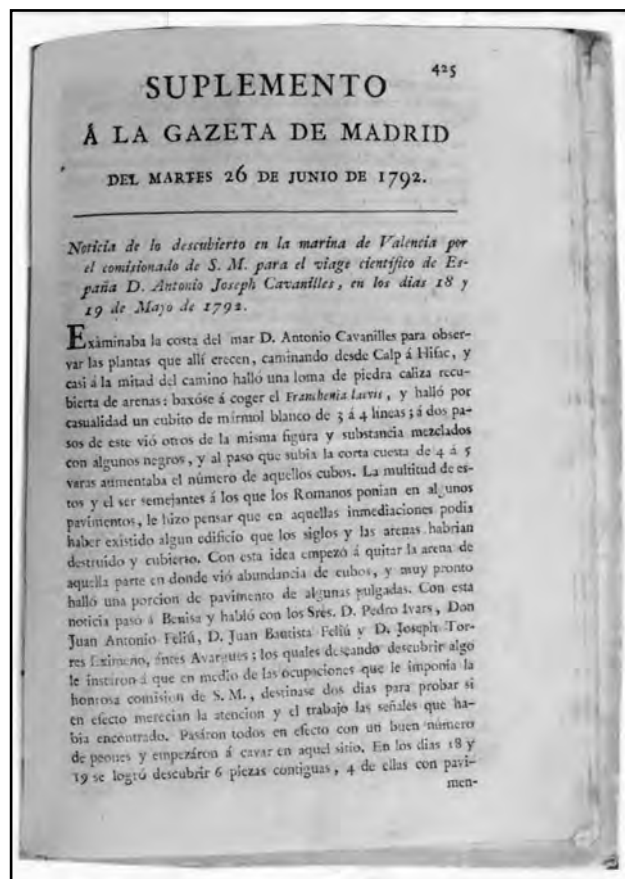 425
SUPLEMENTO
Á LA GAZETA DE MADRID
DEL MARTES 26 DE JUNIO DE 1792.
Noticia de lo descubierto en la marina de Valencia por
el comisionado de S. M. para el viage científico de Es-
paña D. Antonio Joseph Cavanilles, en los dias 18 y
19 de Mayo de 1792.
Exâminaba la costa del mar D. Antonio Cavanilles para obser-
var las plantas que allí crecen, caminando desde Calp á Hifac, y
casi á la mitad del camino halló una loma de piedra caliza recu-
bierta de arenas: baxóse á coger el Franchenia laevis, y halló por
casualidad un cubito de mármol blanco de 3 á 4 lineas; á dos pa-
sos de este vió otros de la misma figura y substancia mezclados
con algunos negros, y al paso que subia la corta cuesta de 4 á 5
varas aumentaba el número de aquellos cubos. La multitud de es-
tos y el ser semejantes á los que los Romanos ponian en algunos
pavimentos, le hizo pensar que en aquellas inmediaciones podia
haber existido algun edificio que los siglos y las arenas habrian
destruido y cubierto. Con esta idea empezó á quitar la arena de
aquella parte en donde vió abundancia de cubos, y muy pronto
halló una porcion de pavimento de algunas pulgadas. Con esta
noticia pasó á Benisa y habló con los Sres. D. Pedro Ivars, Don
Juan Antonio Feliú, D. Juan Bautista Feliú y D. Joseph Tor-
res Eximeno, ántes Avargues; los quales deseando descubrir algo
le instáron á que en medio de las ocupaciones que le imponia la
honrosa comision de S. M., destinase dos dias para probar si
en efecto merecian la atencion y el trabajo las señales que ha-
bia encontrado. Pasáron todos en efecto con un buen número
de peones y empezáron á cavar en aquel sitio. En los dias 18 y
19 se logró descubrir 6 piezas contiguas, 4 de ellas con pavi-
men-